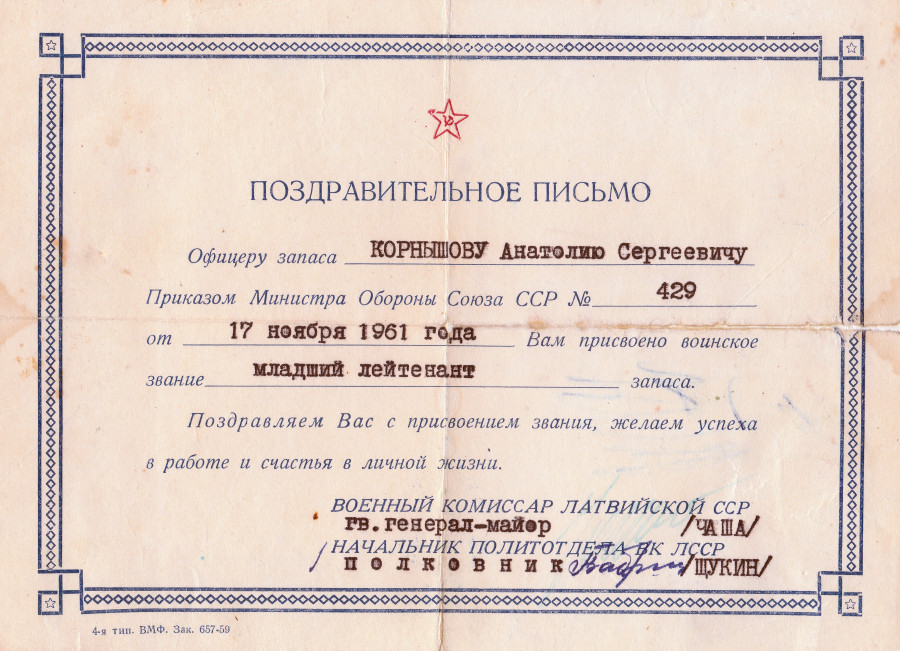 ПОЗДРАВИТЕЛЬНОЕ ПИСЬМО
Офицеру запаса КОРНЫШОВУ Анатолию Сергеевичу
Приказом Министра Обороны Союза ССР № 429
от 17 ноября 1961 года Вам присвоено воинское
звание младший лейтенант запаса.
Поздравляем Вас с присвоением звания, желаем успеха
в работе и счастья в личной жизни.
ВОЕННЫЙ КОМИССАР ЛАТВИЙСКОЙ ССР
гв.генерал-майор /ЧАША/
НАЧАЛЬНИК ПОЛИТОТДЕЛА ВК ЛССР
полковник /ЩУКИН/
4-я тип. ВМФ. Зак. 657-59